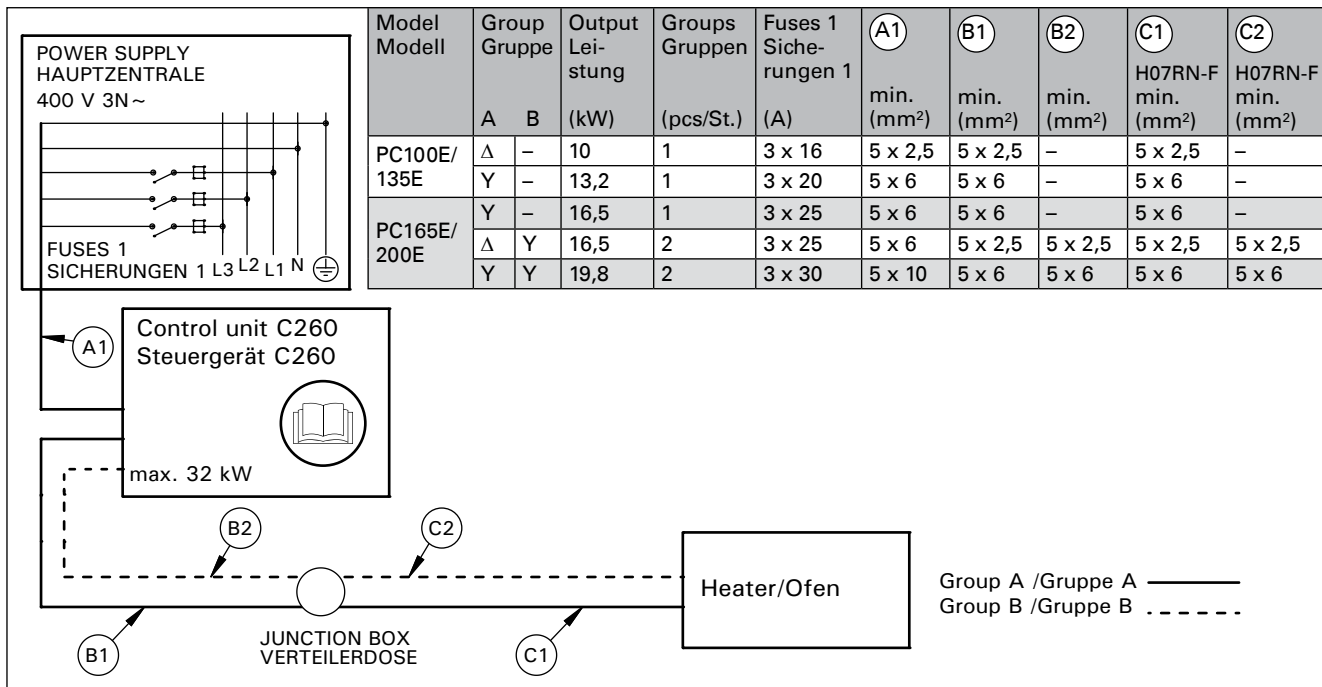 POWER SUPPLY
HAUPTZENTRALE
400 V 3N~
FUSES 1
SICHERUNGEN 1 L3 L2 L1 N
Model Modell | Group Gruppe A B | Output Leistung (kW) | Groups Gruppen (pcs/St.) | Fuses 1 Siche-rungen 1 (A) | A1 min. (mm²) | B1 min. (mm²) | B2 min. (mm²) | C1 H07RN-F min. (mm²) | C2 H07RN-F min. (mm²)
PC100E/135E | Δ | – | 10 | 1 | 3 x 16 | 5 x 2,5 | 5 x 2,5 | – | 5 x 2,5 | –
Y | – | 13,2 | 1 | 3 x 20 | 5 x 6 | 5 x 6 | – | 5 x 6 | –
PC165E/200E | Y | – | 16,5 | 1 | 3 x 25 | 5 x 6 | 5 x 6 | – | 5 x 6 | –
Δ | Y | 16,5 | 2 | 3 x 25 | 5 x 6 | 5 x 2,5 | 5 x 2,5 | 5 x 2,5 | 5 x 2,5
Y | Y | 19,8 | 2 | 3 x 30 | 5 x 10 | 5 x 6 | 5 x 6 | 5 x 6 | 5 x 6
A1
Control unit C260
Steuergerät C260
max. 32 kW
B2
C2
Heater/Ofen
Group A /Gruppe A
Group B /Gruppe B
B1
JUNCTION BOX
VERTEILERDOSE
C1